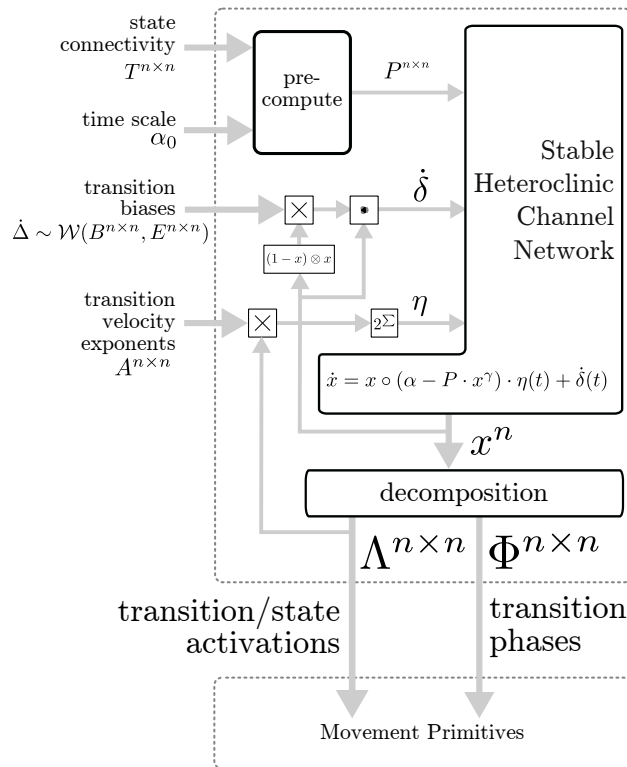 state
connectivity
T^{n×n}
pre-
compute
P^{n×n}
time scale
α_0
Stable
Heteroclinic
Channel
Network
transition
biases
Δ̇ ∼ 𝒲(B^{n×n}, E^{n×n})
×
•
δ̇
(1 − x) ⊗ x
transition
velocity
exponents
A^{n×n}
×
2^Σ
η
ẋ = x ∘ (α − P · x^γ) · η(t) + δ̇(t)
x^n
decomposition
Λ^{n×n} Φ^{n×n}
transition/state
activations
transition
phases
Movement Primitives